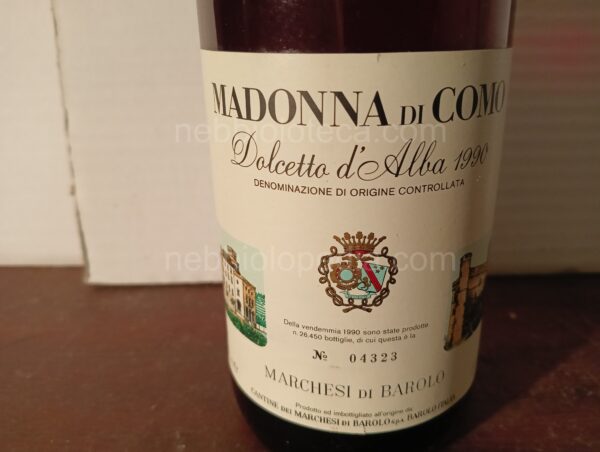 MADONNA DI COMO
nebbioloteca.com
Dolcetto d'Alba 1990
DENOMINAZIONE DI ORIGINE CONTROLLATA
nebbioloteca.com
Della vendemmia 1990 sono state prodotte
n. 26.450 bottiglie, di cui questa è la
№ 04323
MARCHESI DI BAROLO
Prodotto ed imbottigliato all'origine da
CANTINE DEI MARCHESI DI BAROLO S.p.A. BAROLO ITALIA